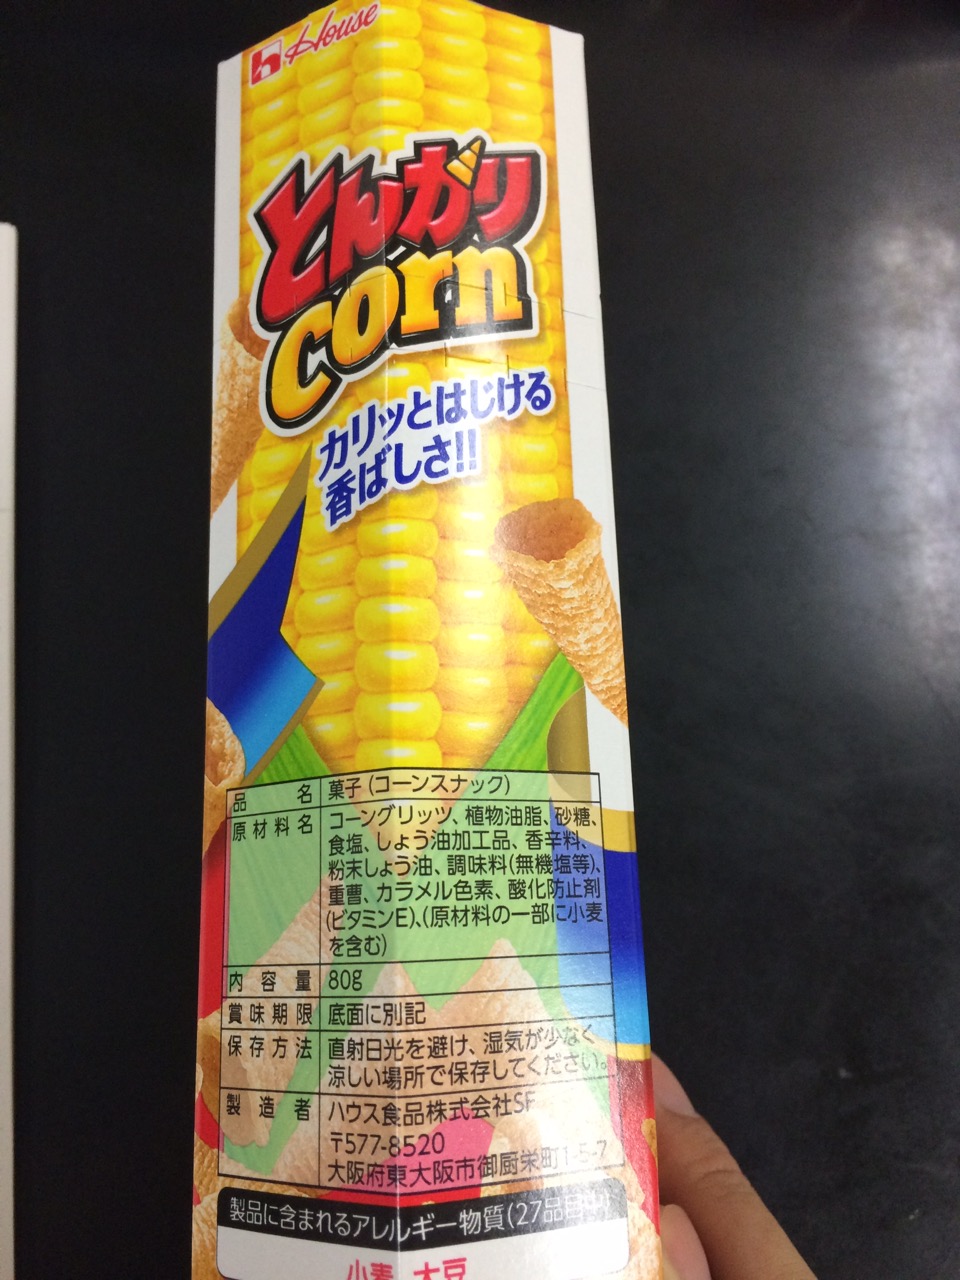 House
とんがり
corn
カリッとはじける
香ばしさ!!
品名 菓子(コーンスナック)
原材料名 コーングリッツ、植物油脂、砂糖、
食塩、しょう油加工品、香辛料、
粉末しょう油、調味料(無機塩等)、
重曹、カラメル色素、酸化防止剤
(ビタミンE)、(原材料の一部に小麦
を含む)
内容量 80g
賞味期限 底面に別記
保存方法 直射日光を避け、湿気が少なく
涼しい場所で保存してください。
製造者 ハウス食品株式会社SF
〒577-8520
大阪府東大阪市御厨栄町1-5-7
製品に含まれるアレルギー物質(27品目中)
小麦 大豆